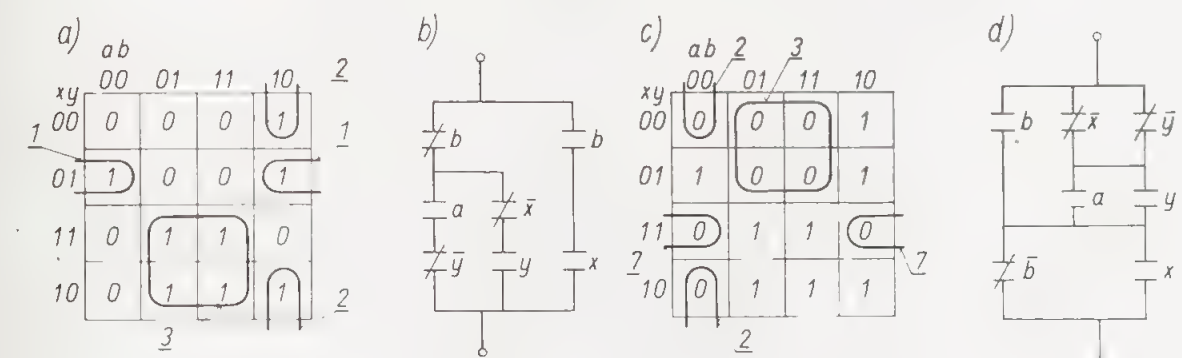 a)
ab
00 01 11 10 2
xy
00 0 0 0 1
1 1
01 1 0 0 1
11 0 1 1 0
10 0 1 1 1 2
3
b)
b b
a x̄
ȳ y x
c)
ab 2 3
00 01 11 10
xy
00 0 0 0 1
01 1 0 0 1
11 0 1 1 0
7 7
10 0 1 1 1
2
d)
b x̄ ȳ
a y
b̄ x